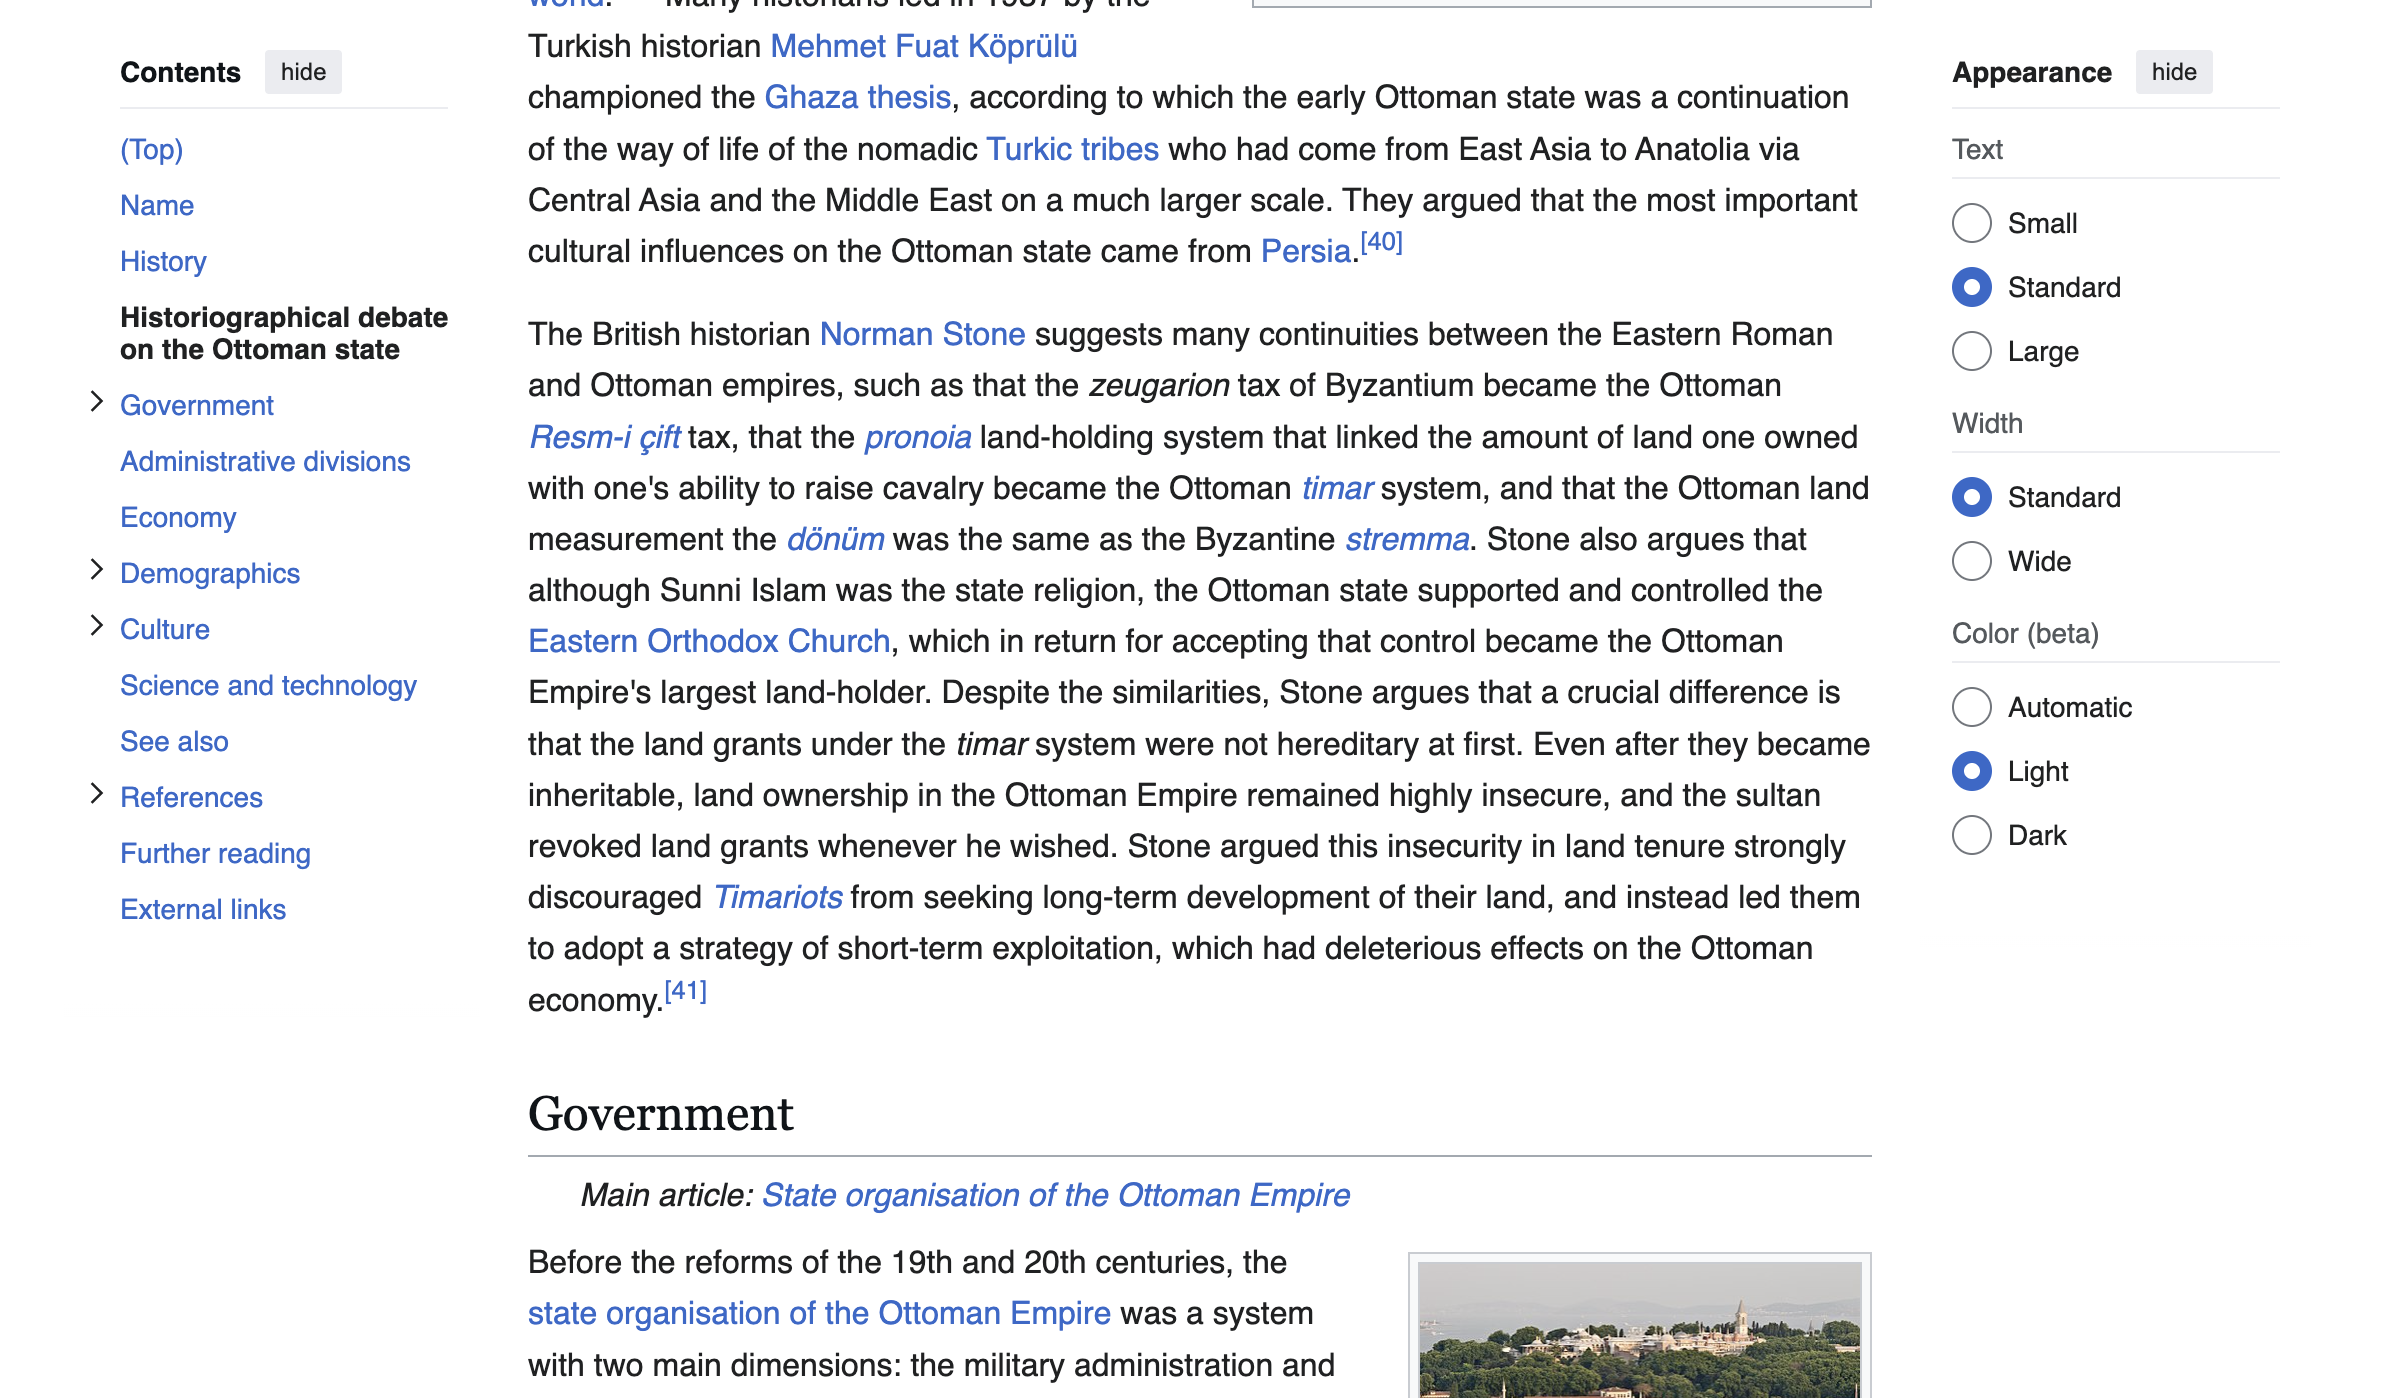 Contents hide
(Top)
Name
History
Historiographical debate
on the Ottoman state
Government
Administrative divisions
Economy
Demographics
Culture
Science and technology
See also
References
Further reading
External links
Many historians led in 1937 by the
Turkish historian Mehmet Fuat Köprülü
championed the Ghaza thesis, according to which the early Ottoman state was a continuation
of the way of life of the nomadic Turkic tribes who had come from East Asia to Anatolia via
Central Asia and the Middle East on a much larger scale. They argued that the most important
cultural influences on the Ottoman state came from Persia.[40]
The British historian Norman Stone suggests many continuities between the Eastern Roman
and Ottoman empires, such as that the zeugarion tax of Byzantium became the Ottoman
Resm-i çift tax, that the pronoia land-holding system that linked the amount of land one owned
with one's ability to raise cavalry became the Ottoman timar system, and that the Ottoman land
measurement the dönüm was the same as the Byzantine stremma. Stone also argues that
although Sunni Islam was the state religion, the Ottoman state supported and controlled the
Eastern Orthodox Church, which in return for accepting that control became the Ottoman
Empire's largest land-holder. Despite the similarities, Stone argues that a crucial difference is
that the land grants under the timar system were not hereditary at first. Even after they became
inheritable, land ownership in the Ottoman Empire remained highly insecure, and the sultan
revoked land grants whenever he wished. Stone argued this insecurity in land tenure strongly
discouraged Timariots from seeking long-term development of their land, and instead led them
to adopt a strategy of short-term exploitation, which had deleterious effects on the Ottoman
economy.[41]
Government
Main article: State organisation of the Ottoman Empire
Before the reforms of the 19th and 20th centuries, the
state organisation of the Ottoman Empire was a system
with two main dimensions: the military administration and
Appearance hide
Text
Small
Standard
Large
Width
Standard
Wide
Color (beta)
Automatic
Light
Dark